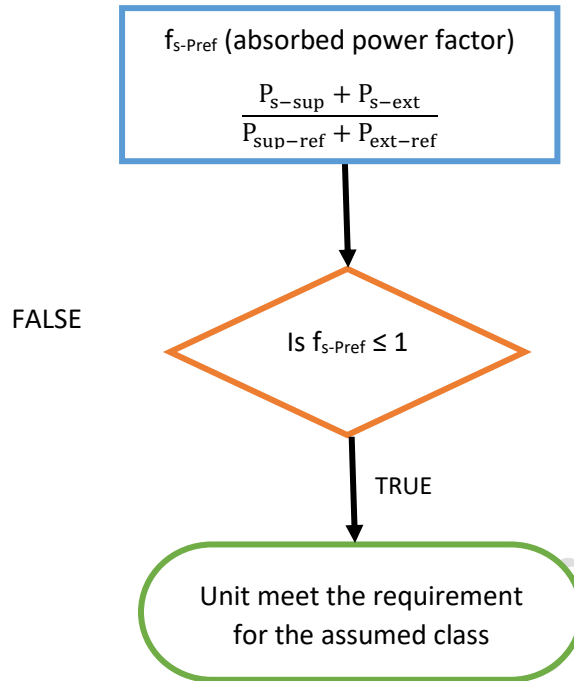 fs-Pref (absorbed power factor)
Ps−sup + Ps−ext
Psup−ref + Pext−ref
FALSE
Is fs-Pref ≤ 1
TRUE
Unit meet the requirement
for the assumed class